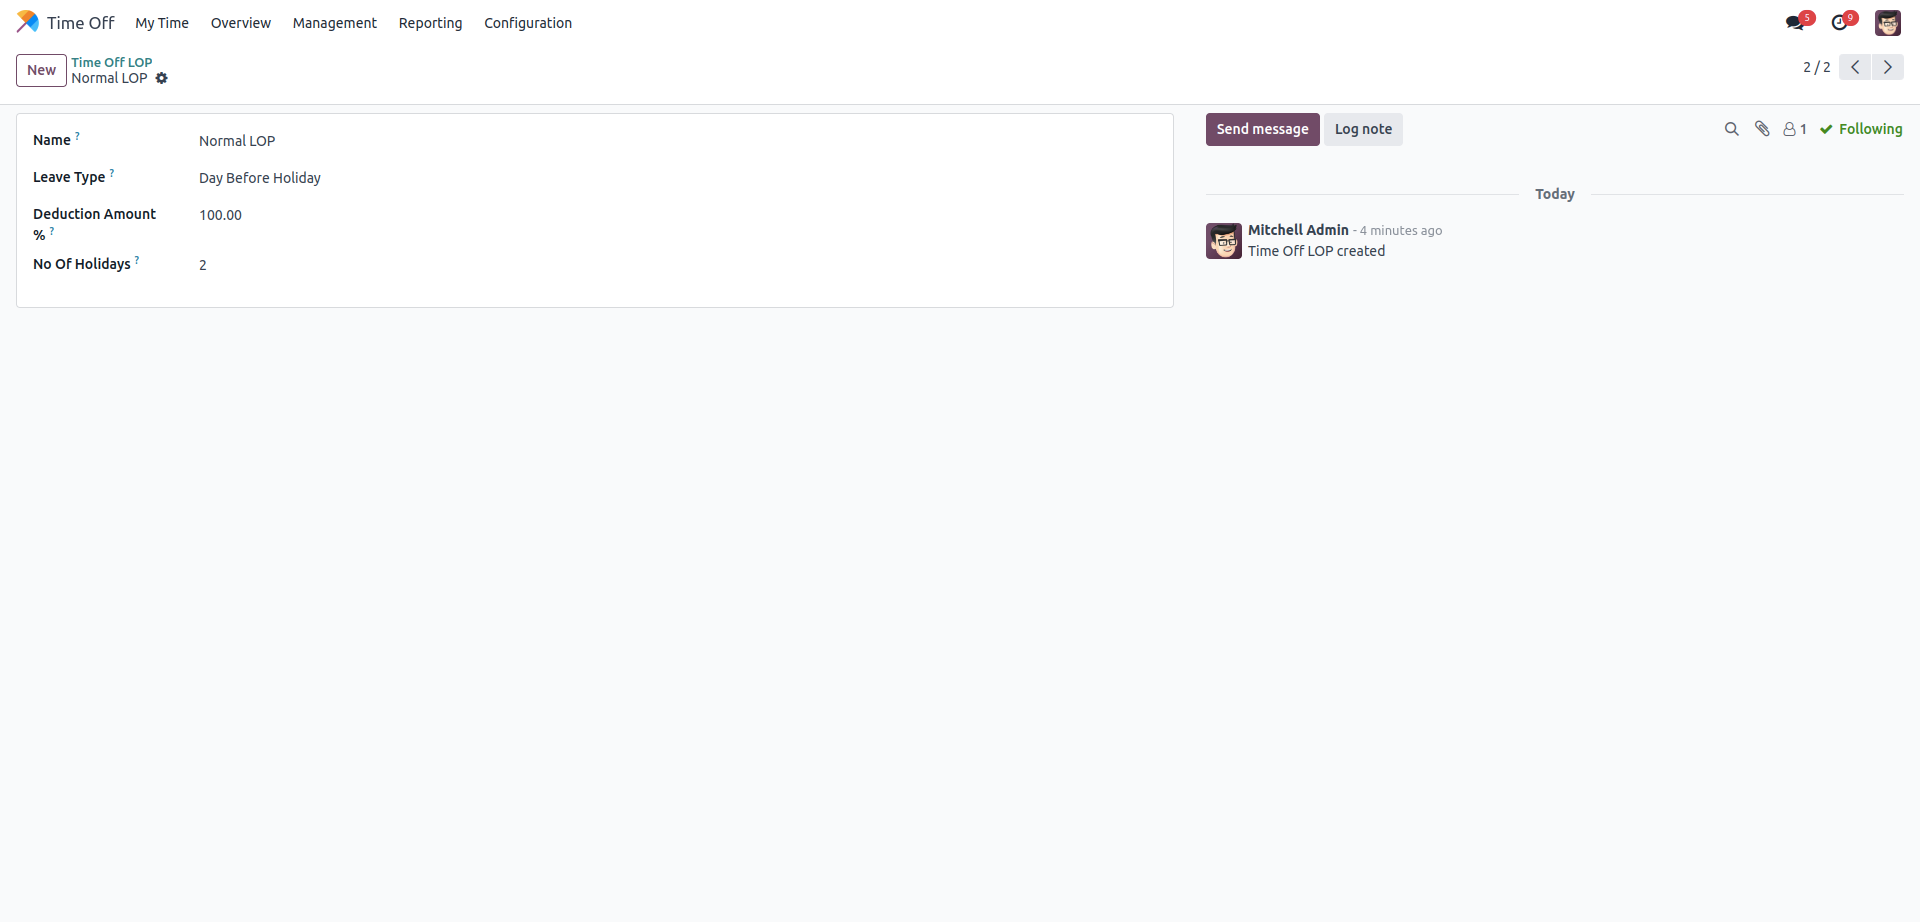 Time Off My Time Overview Management Reporting Configuration 5 9
New Time Off LOP
Normal LOP
2 / 2
Name ? Normal LOP
Leave Type ? Day Before Holiday
Deduction Amount
% ? 100.00
No Of Holidays ? 2
Send message Log note 1 Following
Today
Mitchell Admin - 4 minutes ago
Time Off LOP created